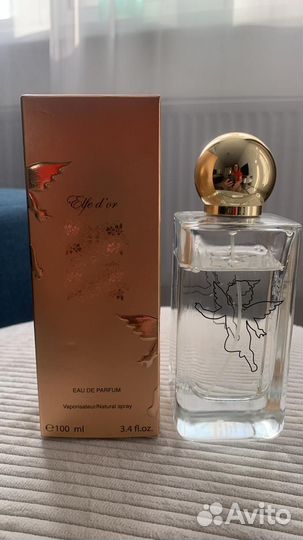 Elfe d'or
EAU DE PARFUM
Vaporisateur/Natural spray
e100 ml 3.4 fl.oz.
Avito